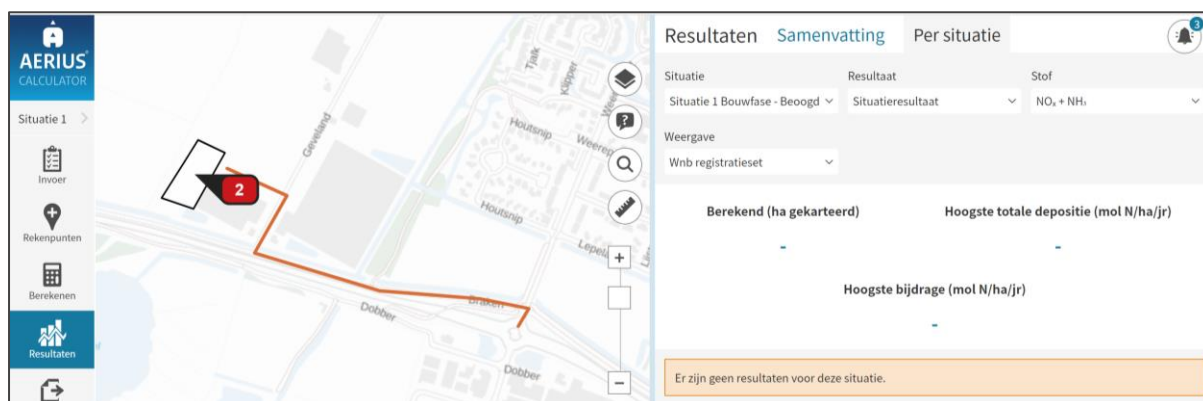 AERIUS®
CALCULATOR
Situatie 1
Invoer
Rekenpunten
Berekenen
Resultaten
Tjalk
Klipper
Geveland
Houtsnip
Houtsnip
2
Braken
Dobber
Dobber
+
−
Resultaten Samenvatting Per situatie
3
Situatie Resultaat Stof
Situatie 1 Bouwfase - Beoogd Situatieresultaat NOₓ + NH₃
Weergave
Wnb registratieset
Berekend (ha gekarteerd) Hoogste totale depositie (mol N/ha/jr)
- -
Hoogste bijdrage (mol N/ha/jr)
-
Er zijn geen resultaten voor deze situatie.